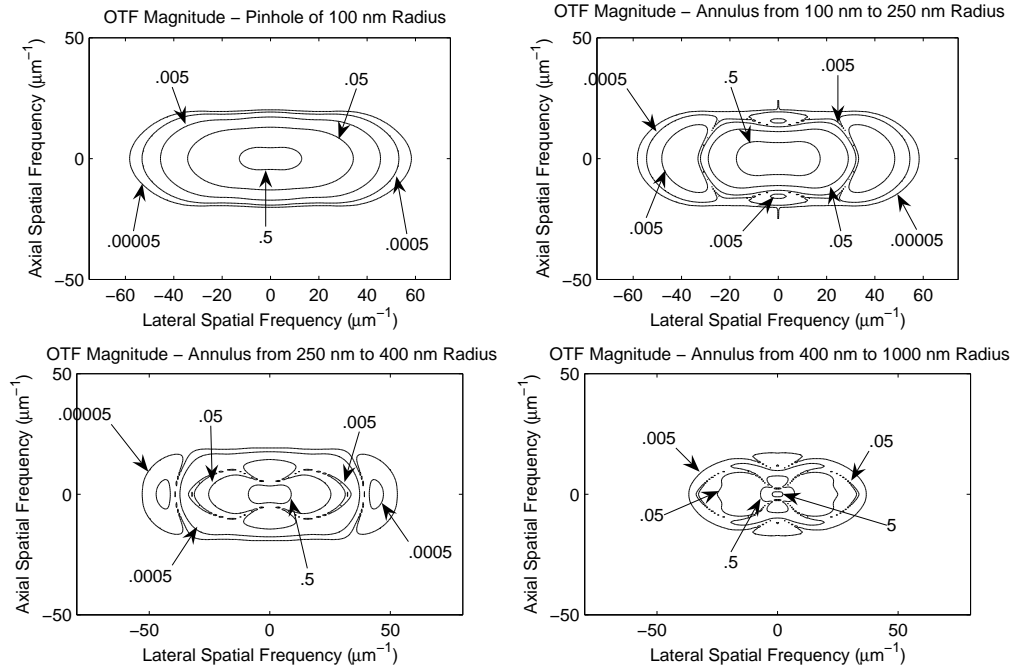 OTF Magnitude – Pinhole of 100 nm Radius
50
0
−50
Axial Spatial Frequency (μm⁻¹)
.005
.05
.00005
.5
.0005
−60 −40 −20 0 20 40 60
Lateral Spatial Frequency (μm⁻¹)
OTF Magnitude – Annulus from 100 nm to 250 nm Radius
50
0
−50
Axial Spatial Frequency (μm⁻¹)
.0005
.5
.005
.005
.005
.05
.00005
−60 −40 −20 0 20 40 60
Lateral Spatial Frequency (μm⁻¹)
OTF Magnitude – Annulus from 250 nm to 400 nm Radius
50
0
−50
Axial Spatial Frequency (μm⁻¹)
.00005
.05
.005
.0005
.5
.0005
−50 0 50
Lateral Spatial Frequency (μm⁻¹)
OTF Magnitude – Annulus from 400 nm to 1000 nm Radius
50
0
−50
Axial Spatial Frequency (μm⁻¹)
.005
.05
.05
.5
.5
−50 0 50
Lateral Spatial Frequency (μm⁻¹)